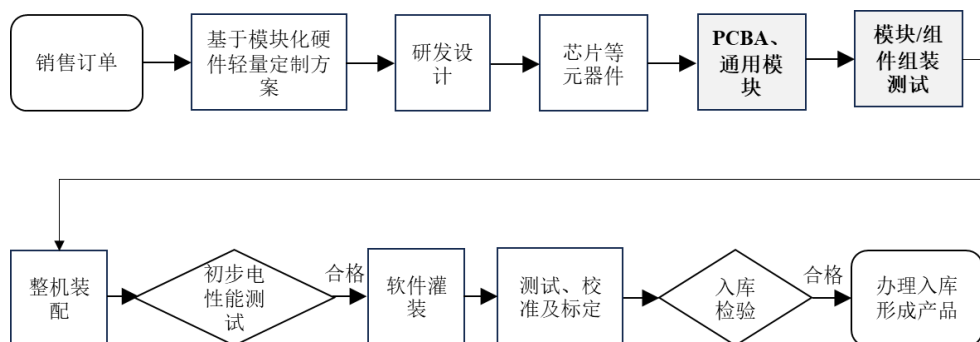 销售订单
基于模块化硬
件轻量定制方
案
研发设
计
芯片等
元器件
PCBA、
通用模
块
模块/组
件组装
测试
整机装
配
初步电
性能测
试
合格
软件灌
装
测试、校
准及标定
入库
检验
合格
办理入库
形成产品